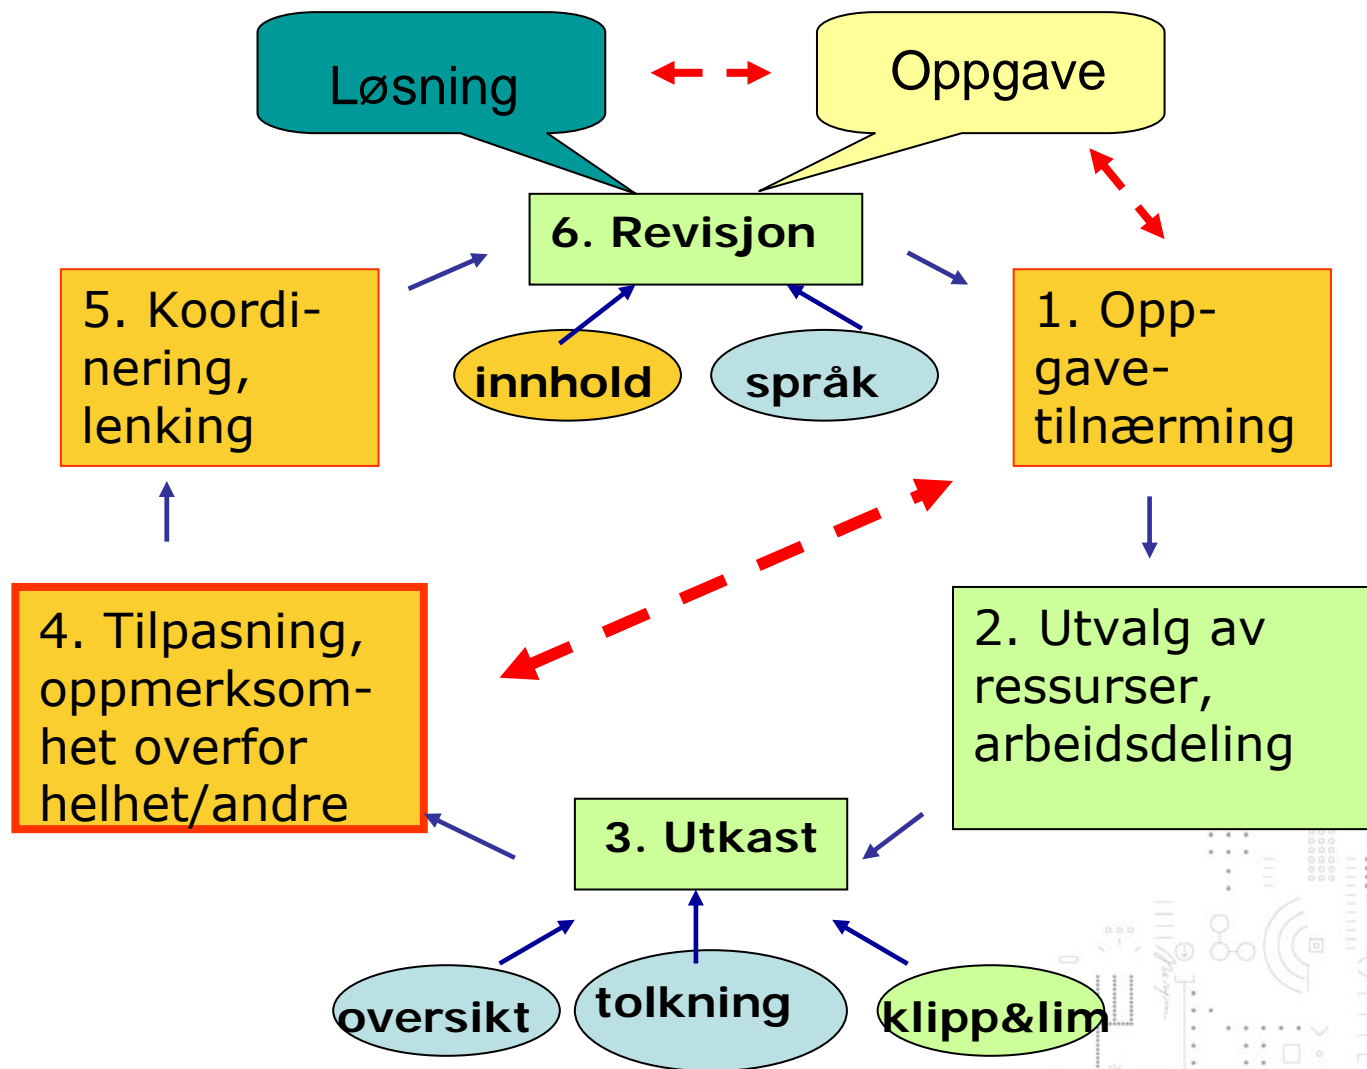 Løsning
Oppgave
6. Revisjon
innhold
språk
5. Koordi-
nering,
lenking
1. Opp-
gave-
tilnærming
4. Tilpasning,
oppmerksom-
het overfor
helhet/andre
2. Utvalg av
ressurser,
arbeidsdeling
3. Utkast
oversikt
tolkning
klipp&lim